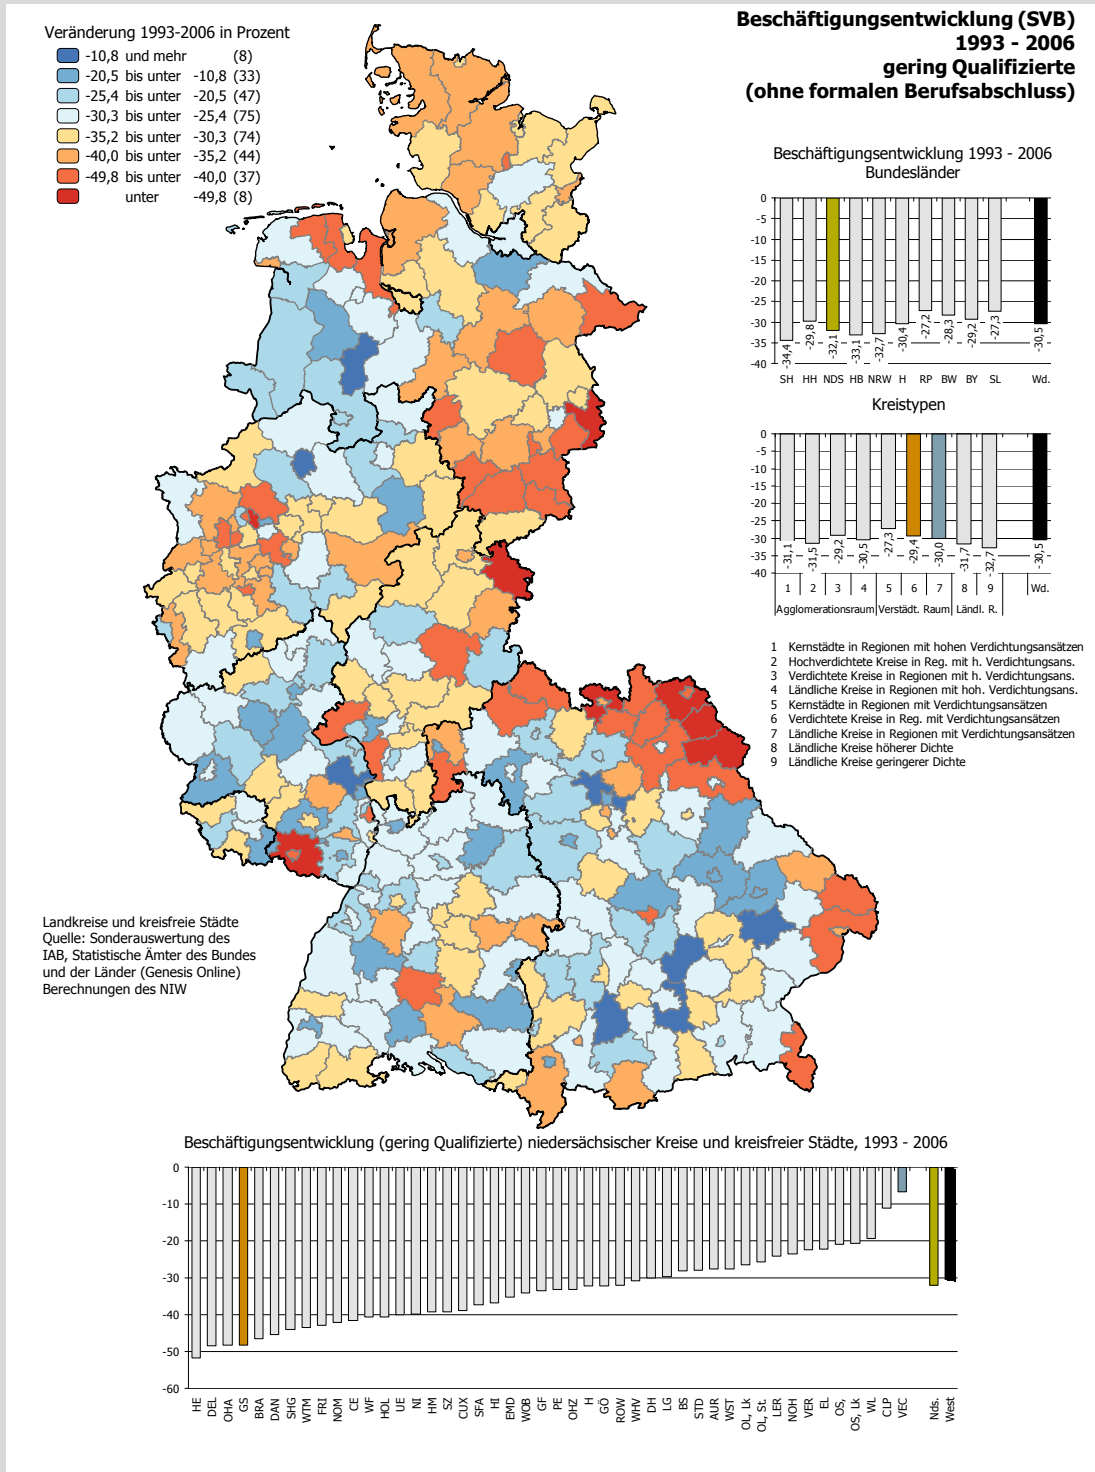 Beschäftigungsentwicklung (SVB)
1993 - 2006
gering Qualifizierte
(ohne formalen Berufsabschluss)
Veränderung 1993-2006 in Prozent
-10,8 und mehr (8)
-20,5 bis unter -10,8 (33)
-25,4 bis unter -20,5 (47)
-30,3 bis unter -25,4 (75)
-35,2 bis unter -30,3 (74)
-40,0 bis unter -35,2 (44)
-49,8 bis unter -40,0 (37)
unter -49,8 (8)
Beschäftigungsentwicklung 1993 - 2006
Bundesländer
0
-5
-10
-15
-20
-25
-30
-35
-40
-34,4 -29,8 -32,1 -33,1 -32,7 -30,4 -27,2 -28,3 -29,2 -27,3 -30,5
SH HH NDS HB NRW H RP BW BY SL Wd.
Kreistypen
0
-5
-10
-15
-20
-25
-30
-35
-40
-31,1 -31,5 -29,2 -30,5 -27,3 -29,4 -30,0 -31,7 -32,7 -30,5
1 2 3 4 5 6 7 8 9 Wd.
Agglomerationsraum Verstädt. Raum Ländl. R.
1 Kernstädte in Regionen mit hohen Verdichtungsansätzen
2 Hochverdichtete Kreise in Reg. mit h. Verdichtungsans.
3 Verdichtete Kreise in Regionen mit h. Verdichtungsans.
4 Ländliche Kreise in Regionen mit hoh. Verdichtungsans.
5 Kernstädte in Regionen mit Verdichtungsansätzen
6 Verdichtete Kreise in Reg. mit Verdichtungsansätzen
7 Ländliche Kreise in Regionen mit Verdichtungsansätzen
8 Ländliche Kreise höherer Dichte
9 Ländliche Kreise geringerer Dichte
Landkreise und kreisfreie Städte
Quelle: Sonderauswertung des
IAB, Statistische Ämter des Bundes
und der Länder (Genesis Online)
Berechnungen des NIW
Beschäftigungsentwicklung (gering Qualifizierte) niedersächsischer Kreise und kreisfreier Städte, 1993 - 2006
0
-10
-20
-30
-40
-50
-60
HE DEL OHA GS BRA DAN SHG WTM FRI NOM CE WF HOL UE NI HM SZ CUX SFA HI EMD WOB GF PE OHZ H GÖ ROW WHV DH LG BS STD AUR WST OL, Lk OL, St. LER NOH VER EL OS, OS, Lk WL CLP VEC Nds. West